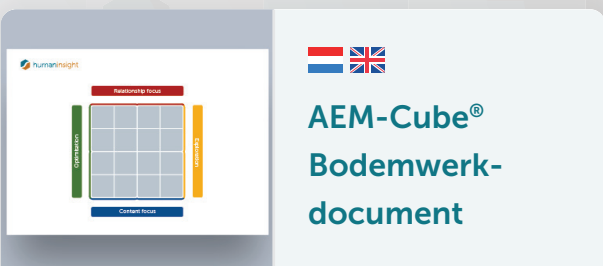 humaninsight
Relationship focus
Optimisation
Exploration
Content focus
AEM-Cube®
Bodemwerk-
document